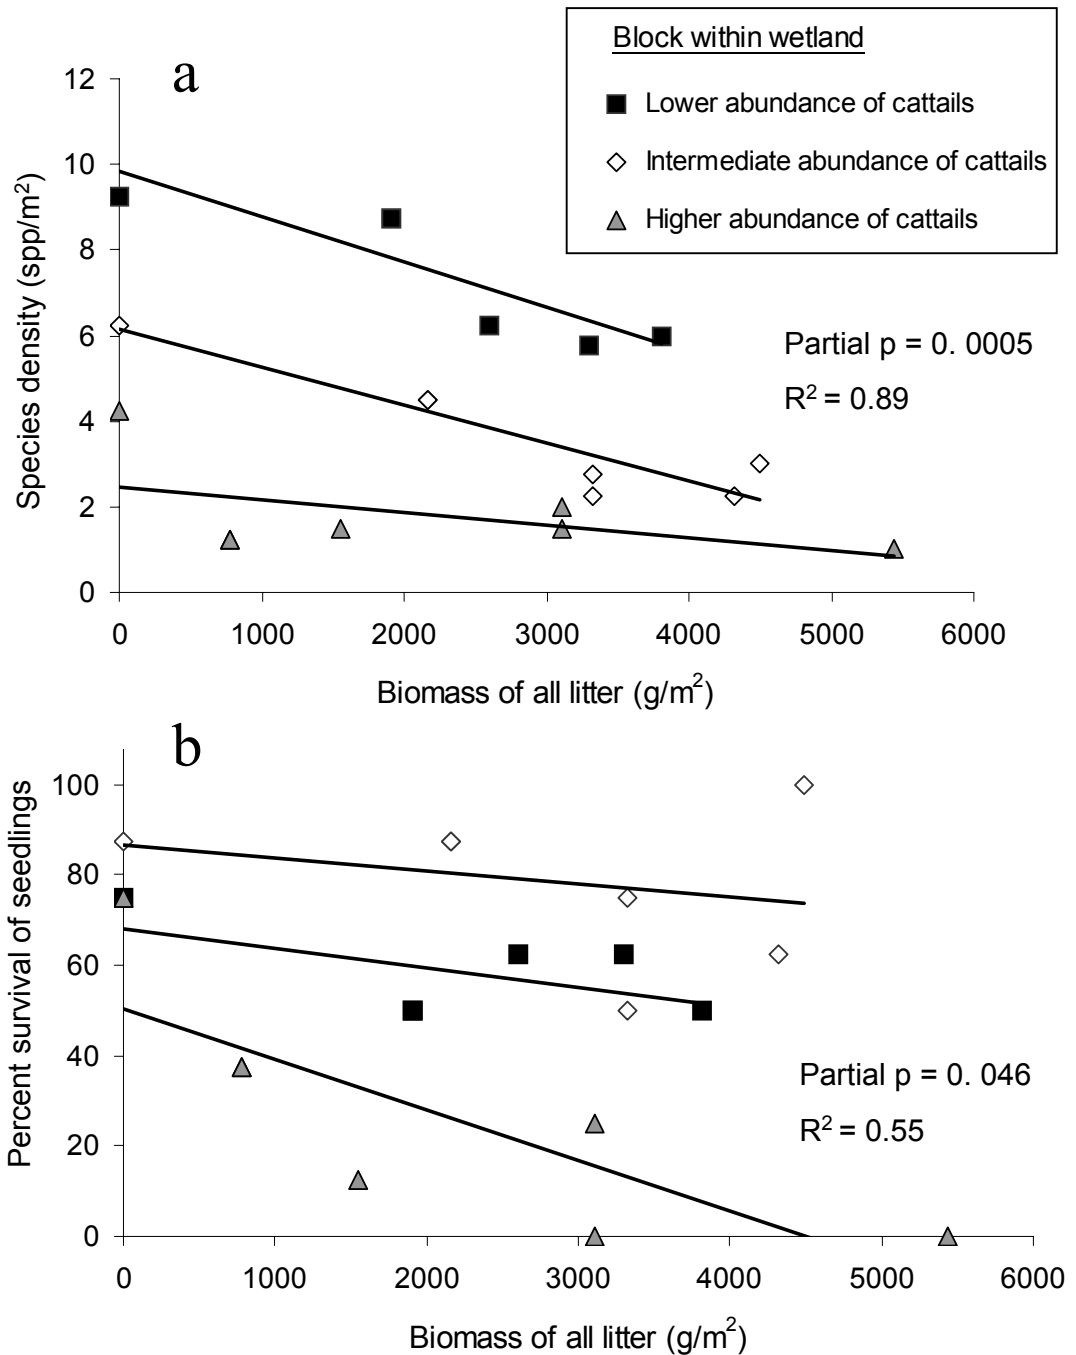 Block within wetland
Lower abundance of cattails
Intermediate abundance of cattails
Higher abundance of cattails
a
12
10
8
6
4
2
0
Species density (spp/m²)
Partial p = 0. 0005
R² = 0.89
0 1000 2000 3000 4000 5000 6000
Biomass of all litter (g/m²)
b
100
80
60
40
20
0
Percent survival of seedlings
Partial p = 0. 046
R² = 0.55
0 1000 2000 3000 4000 5000 6000
Biomass of all litter (g/m²)